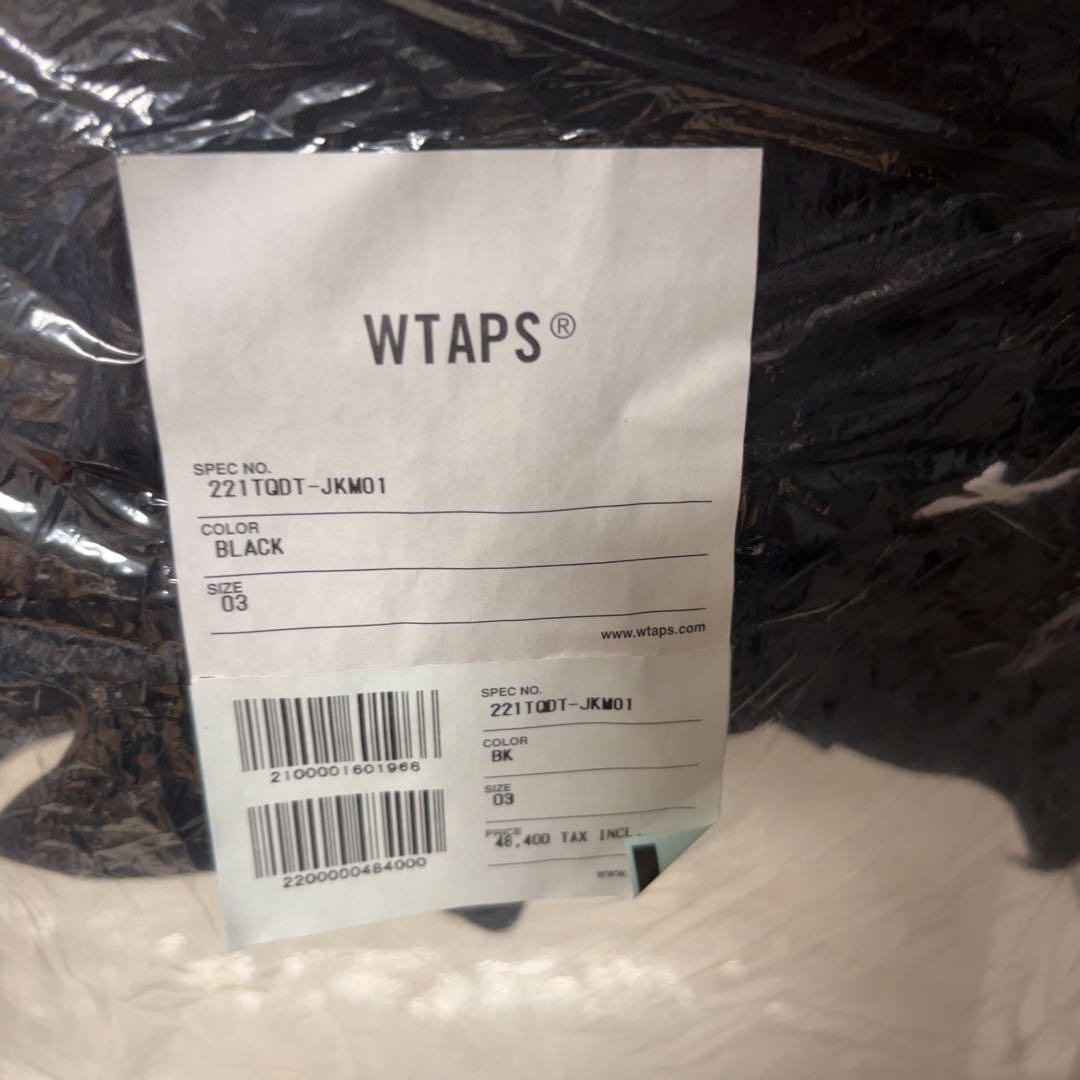 WTAPS®
SPEC NO.
221TQDT-JKM01
COLOR
BLACK
SIZE
03
www.wtaps.com
2100001601966
2200000484000
SPEC NO.
221TQDT-JKM01
COLOR
BK
SIZE
03
PRICE
48,400 TAX INCL.
www.